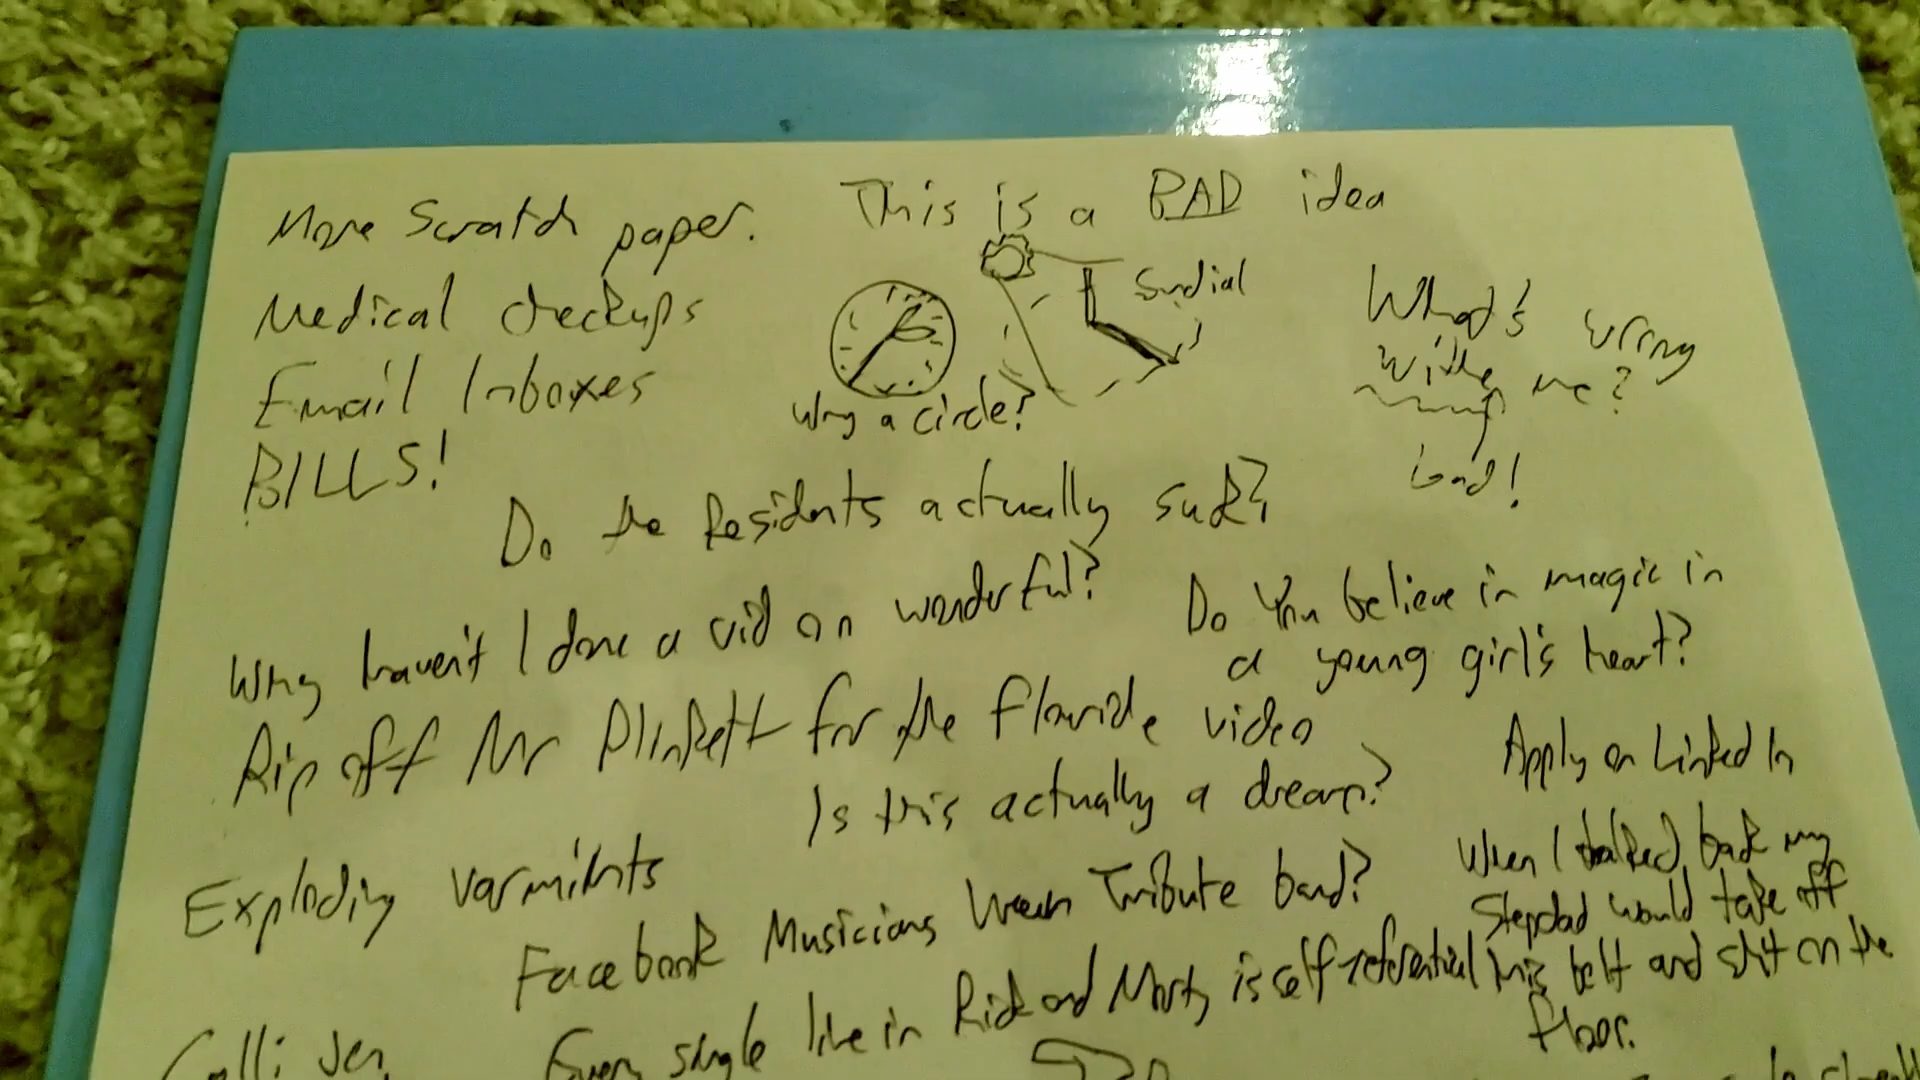 More Scratch paper.
This is a BAD idea
Medical checkups
Sundial
Email Inboxes
Why a circle?
What's wrong
with me?
BILLS!
Do the Residents actually suck?
Why haven't I done a vid on wonderful?
Do you believe in magic in
a young girl's heart?
Rip off Mr Plinkett for the flouride video
Apply on Linked In
Is this actually a dream?
Exploding varmints
Facebook Musicians Ween Tribute band?
When I talked back my
Stepdad would take off
his belt and shit on the
floor.
Every single line in Rick and Morty is self-referential
Call: Jen